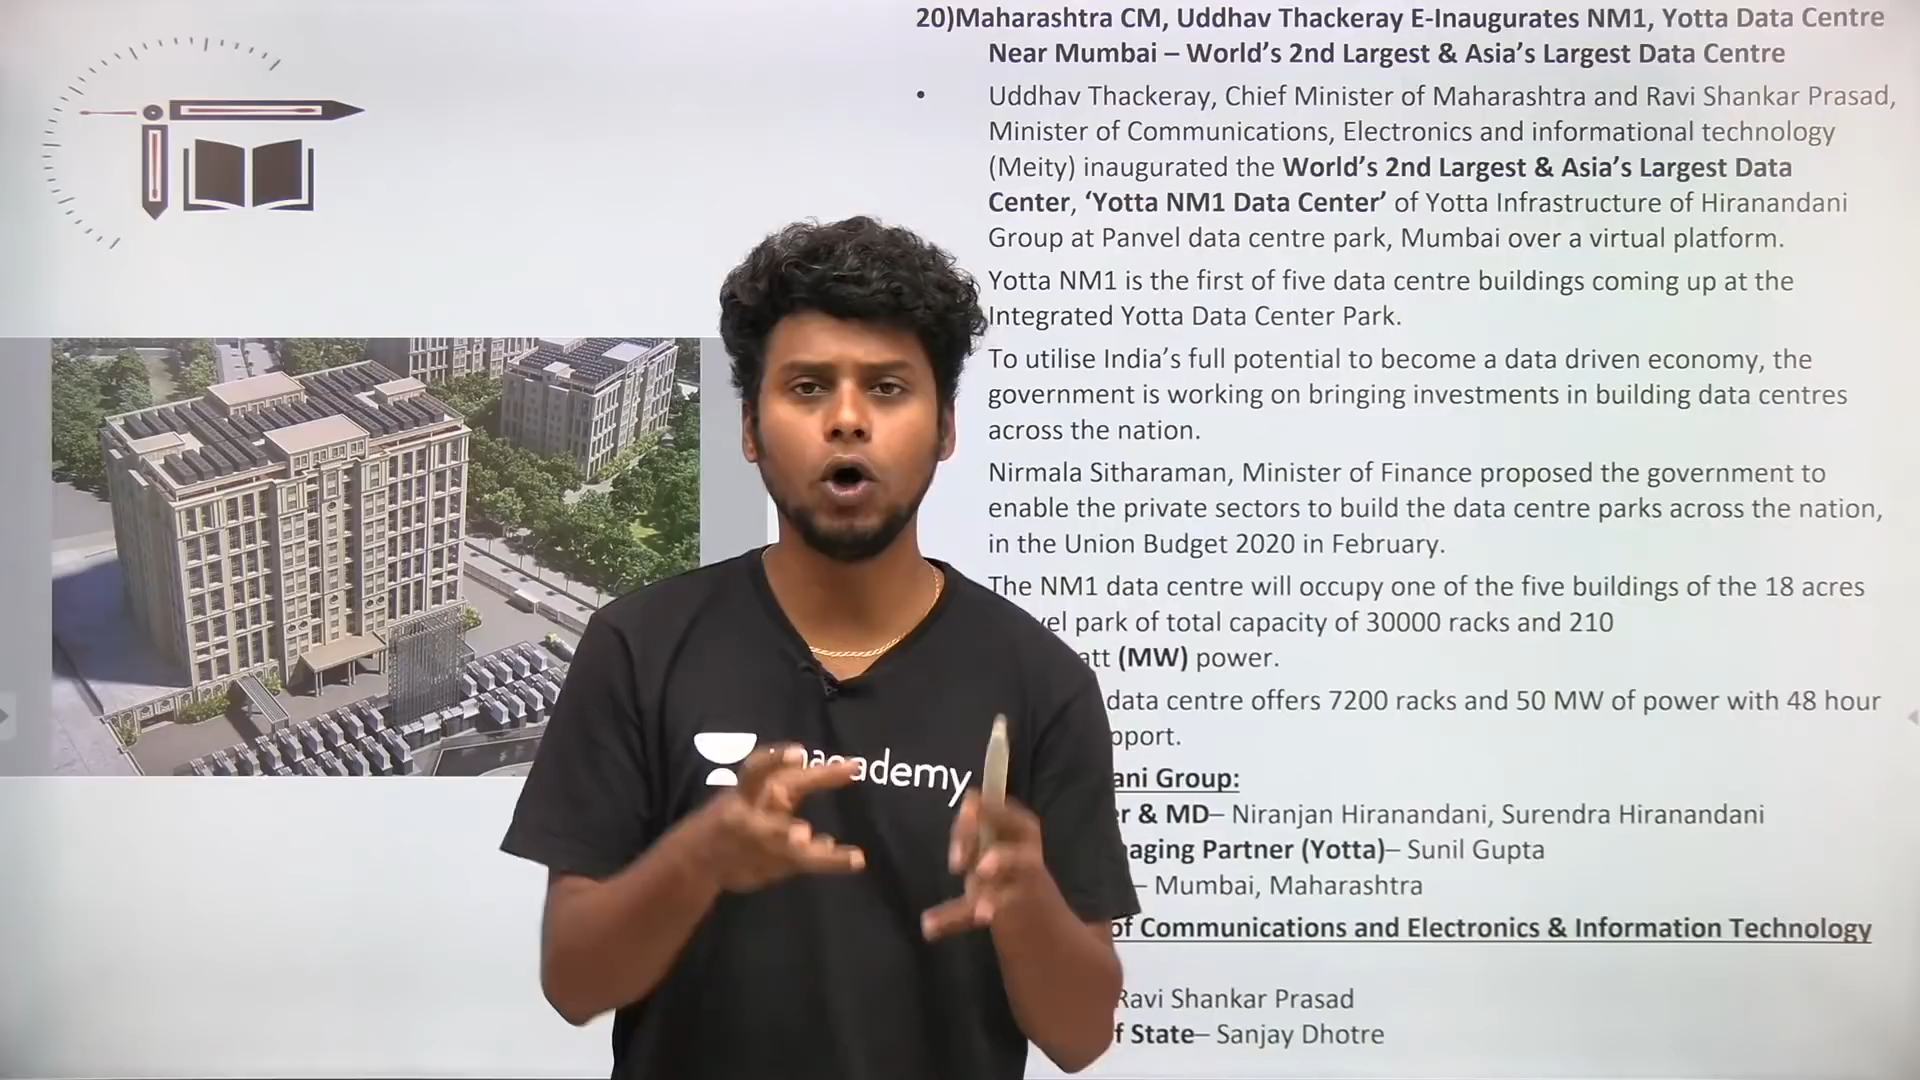 20)Maharashtra CM, Uddhav Thackeray E-Inaugurates NM1, Yotta Data Centre
Near Mumbai – World’s 2nd Largest & Asia’s Largest Data Centre
• Uddhav Thackeray, Chief Minister of Maharashtra and Ravi Shankar Prasad,
Minister of Communications, Electronics and informational technology
(Meity) inaugurated the World’s 2nd Largest & Asia’s Largest Data
Center, ‘Yotta NM1 Data Center’ of Yotta Infrastructure of Hiranandani
Group at Panvel data centre park, Mumbai over a virtual platform.
Yotta NM1 is the first of five data centre buildings coming up at the
Integrated Yotta Data Center Park.
To utilise India’s full potential to become a data driven economy, the
government is working on bringing investments in building data centres
across the nation.
Nirmala Sitharaman, Minister of Finance proposed the government to
enable the private sectors to build the data centre parks across the nation,
in the Union Budget 2020 in February.
The NM1 data centre will occupy one of the five buildings of the 18 acres
park of total capacity of 30000 racks and 210
(MW) power.
data centre offers 7200 racks and 50 MW of power with 48 hour
Group:
& MD– Niranjan Hiranandani, Surendra Hiranandani
Partner (Yotta)– Sunil Gupta
– Mumbai, Maharashtra
of Communications and Electronics & Information Technology
Ravi Shankar Prasad
State– Sanjay Dhotre